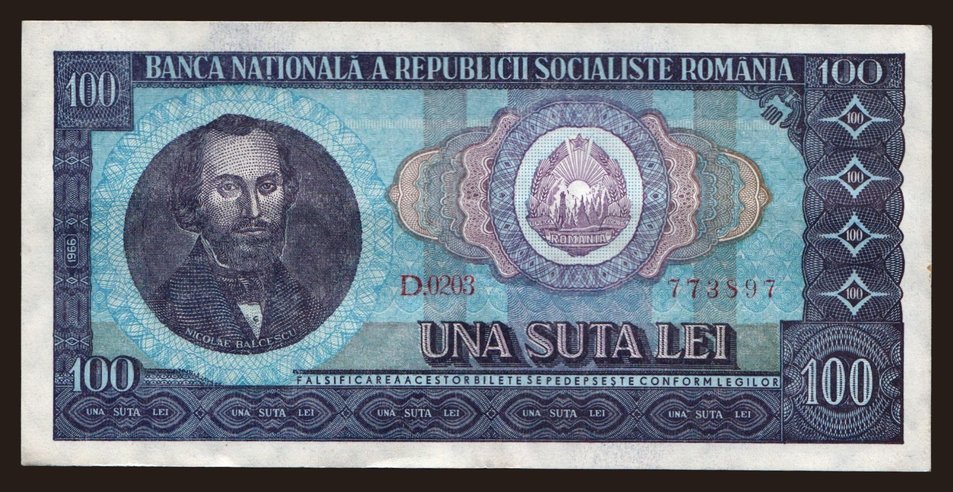 100 BANCA NAȚIONALĂ A REPUBLICII SOCIALISTE ROMÂNIA 100
100
100
100
1966
100
ROMANIA
100
D.0203 773897
100
NICOLAE BALCESCU
UNA SUTA LEI
100
FALSIFICAREA ACESTOR BILETE SE PEDEPSEȘTE CONFORM LEGILOR
100
UNA SUTA LEI UNA SUTA LEI UNA SUTA LEI UNA SUTA LEI UNA SUTA LEI